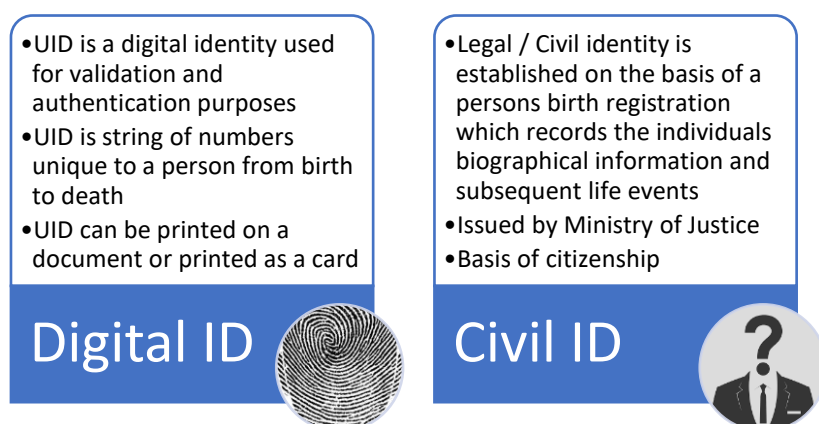 •UID is a digital identity used
for validation and
authentication purposes
•UID is string of numbers
unique to a person from birth
to death
•UID can be printed on a
document or printed as a card
Digital ID
•Legal / Civil identity is
established on the basis of a
persons birth registration
which records the individuals
biographical information and
subsequent life events
•Issued by Ministry of Justice
•Basis of citizenship
Civil ID
?